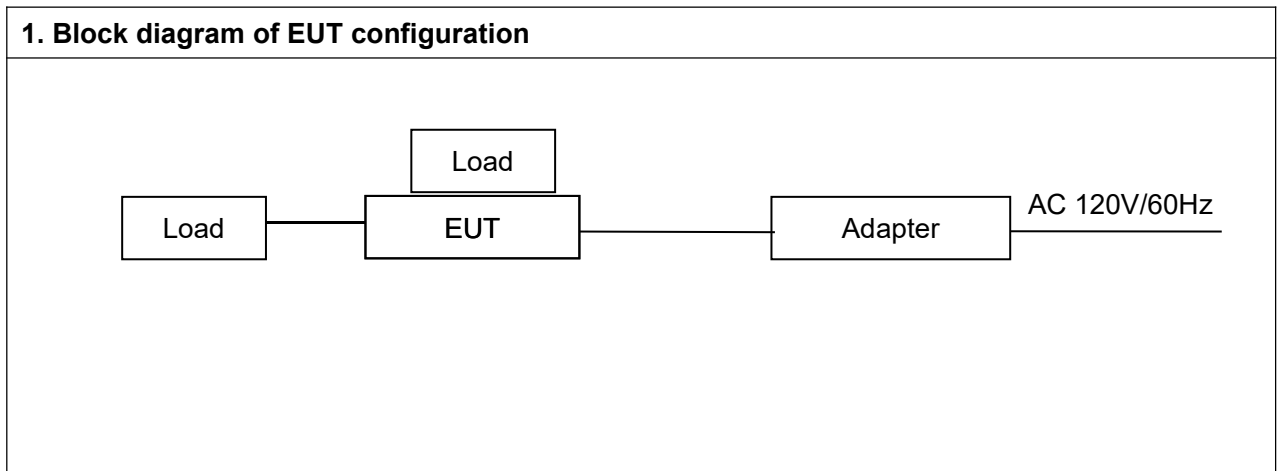 1. Block diagram of EUT configuration
Load
Load
EUT
Adapter
AC 120V/60Hz